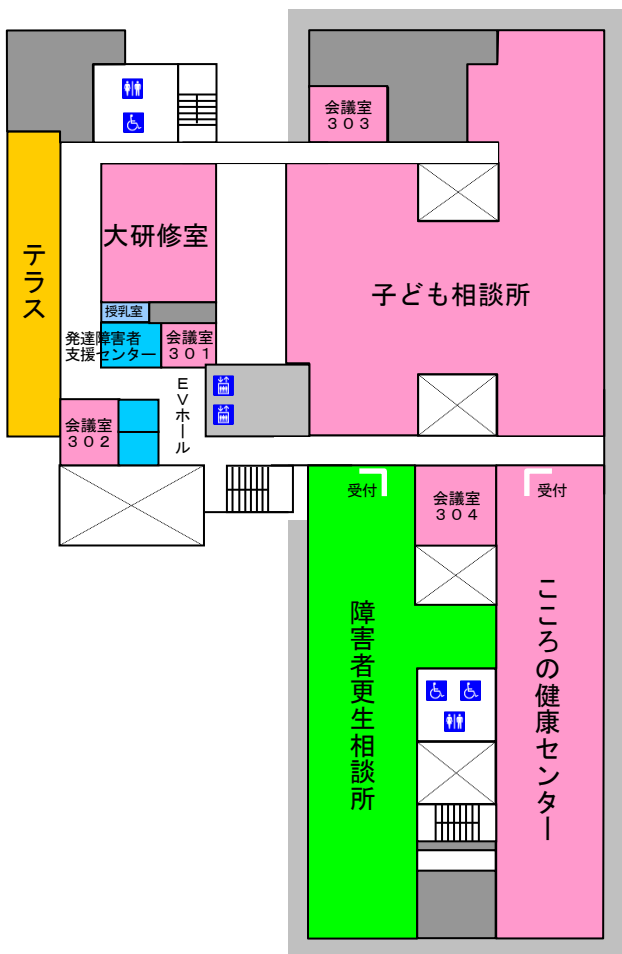 会議室
３０３
大研修室
テラス
子ども相談所
授乳室
発達障害者
支援センター
会議室
３０１
EVホール
会議室
３０２
受付
会議室
３０４
受付
障害者更生相談所
こころの健康センター